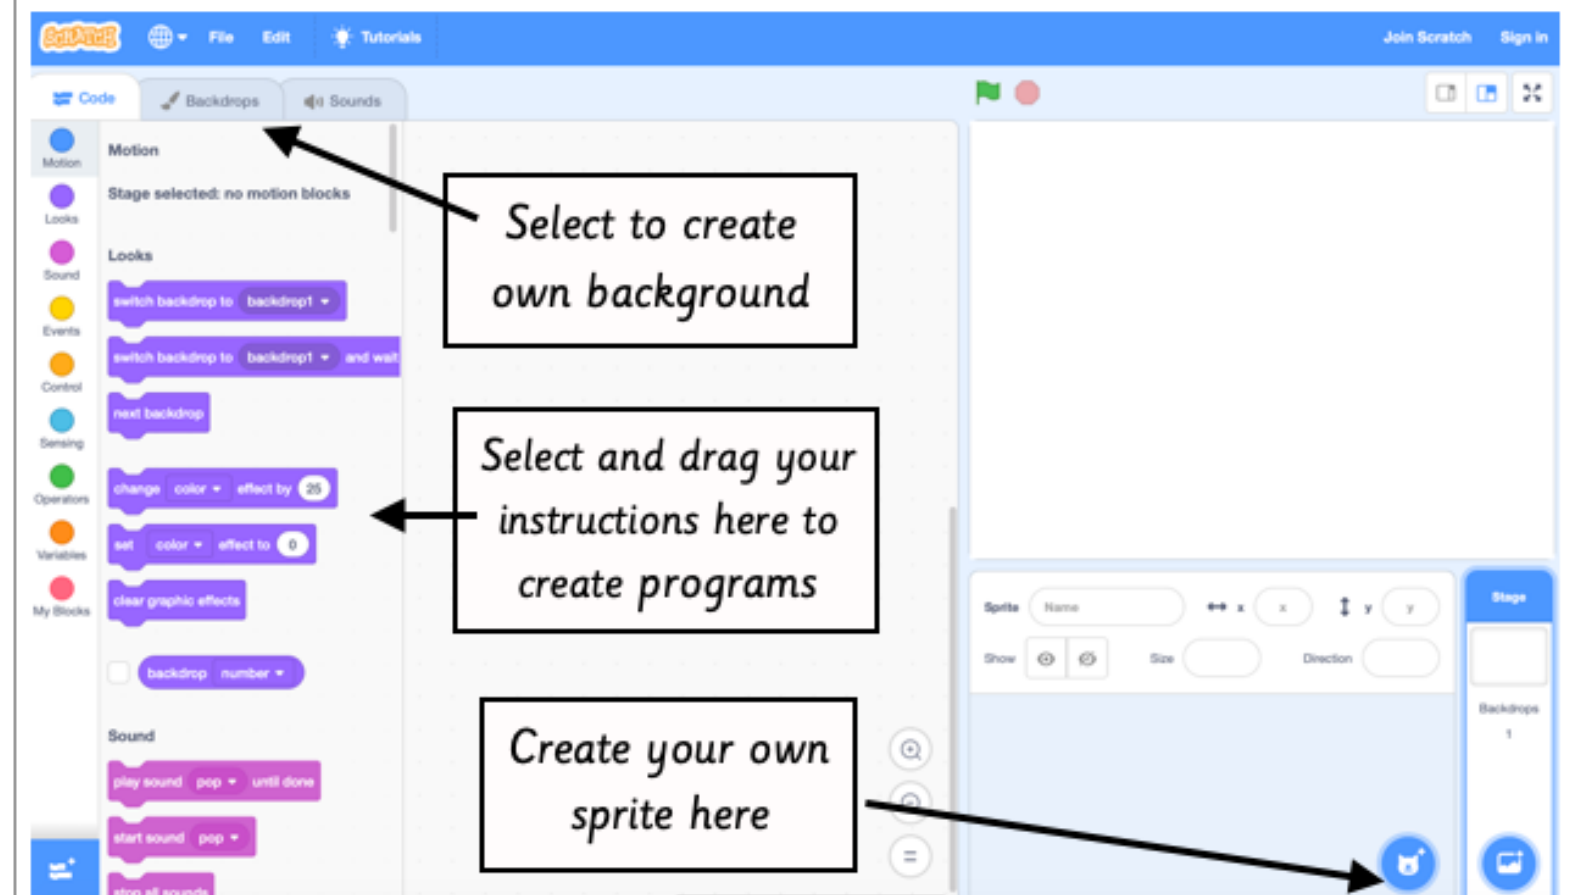 SCRATCH File Edit Tutorials Join Scratch Sign in
Code Backdrops Sounds
Motion
Looks
Sound
Events
Control
Sensing
Operators
Variables
My Blocks
Motion
Stage selected: no motion blocks
Looks
switch backdrop to backdrop1
switch backdrop to backdrop1 and wait
next backdrop
change color effect by 25
set color effect to 0
clear graphic effects
backdrop number
Sound
play sound pop until done
start sound pop
stop all sounds
Select to create
own background
Select and drag your
instructions here to
create programs
Create your own
sprite here
Sprite Name x x y y
Show Size Direction
Stage
Backdrops
1